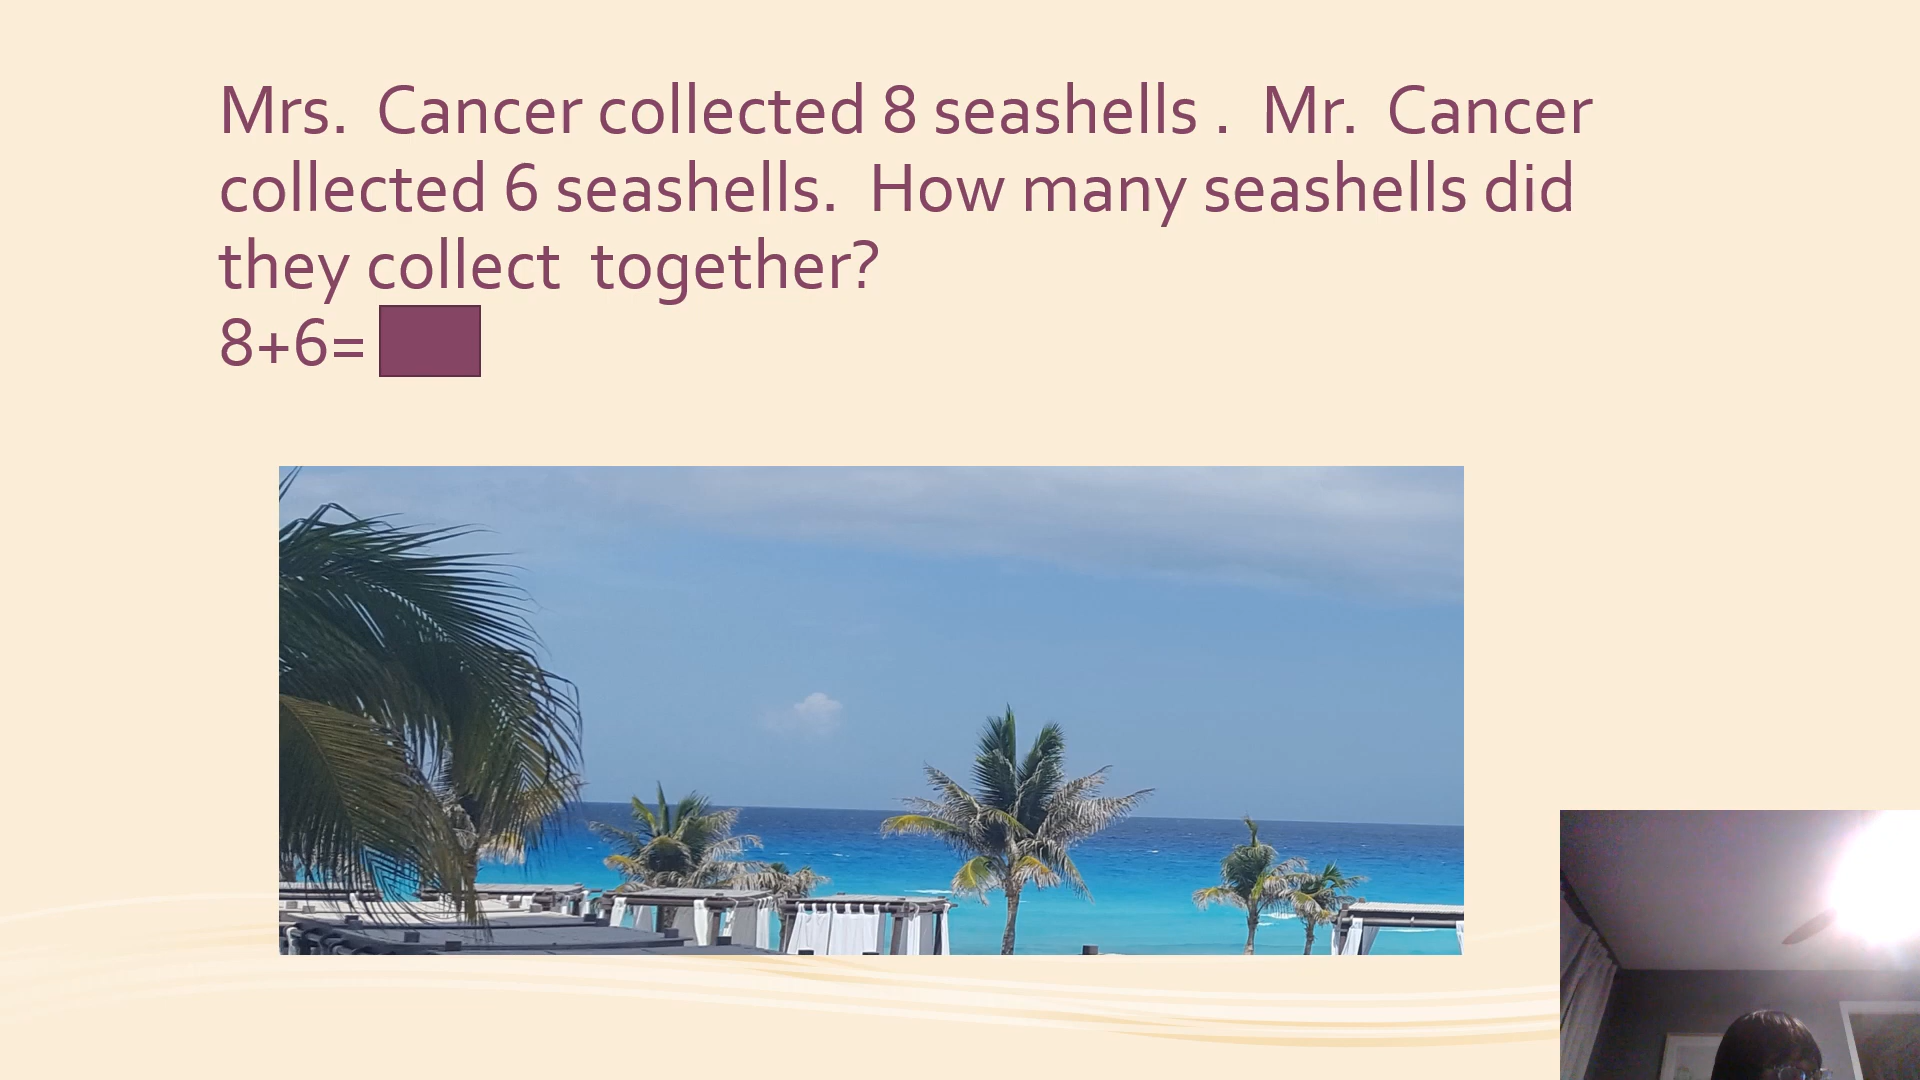 Mrs.  Cancer collected 8 seashells .  Mr.  Cancer
collected 6 seashells.  How many seashells did
they collect  together?
8+6=